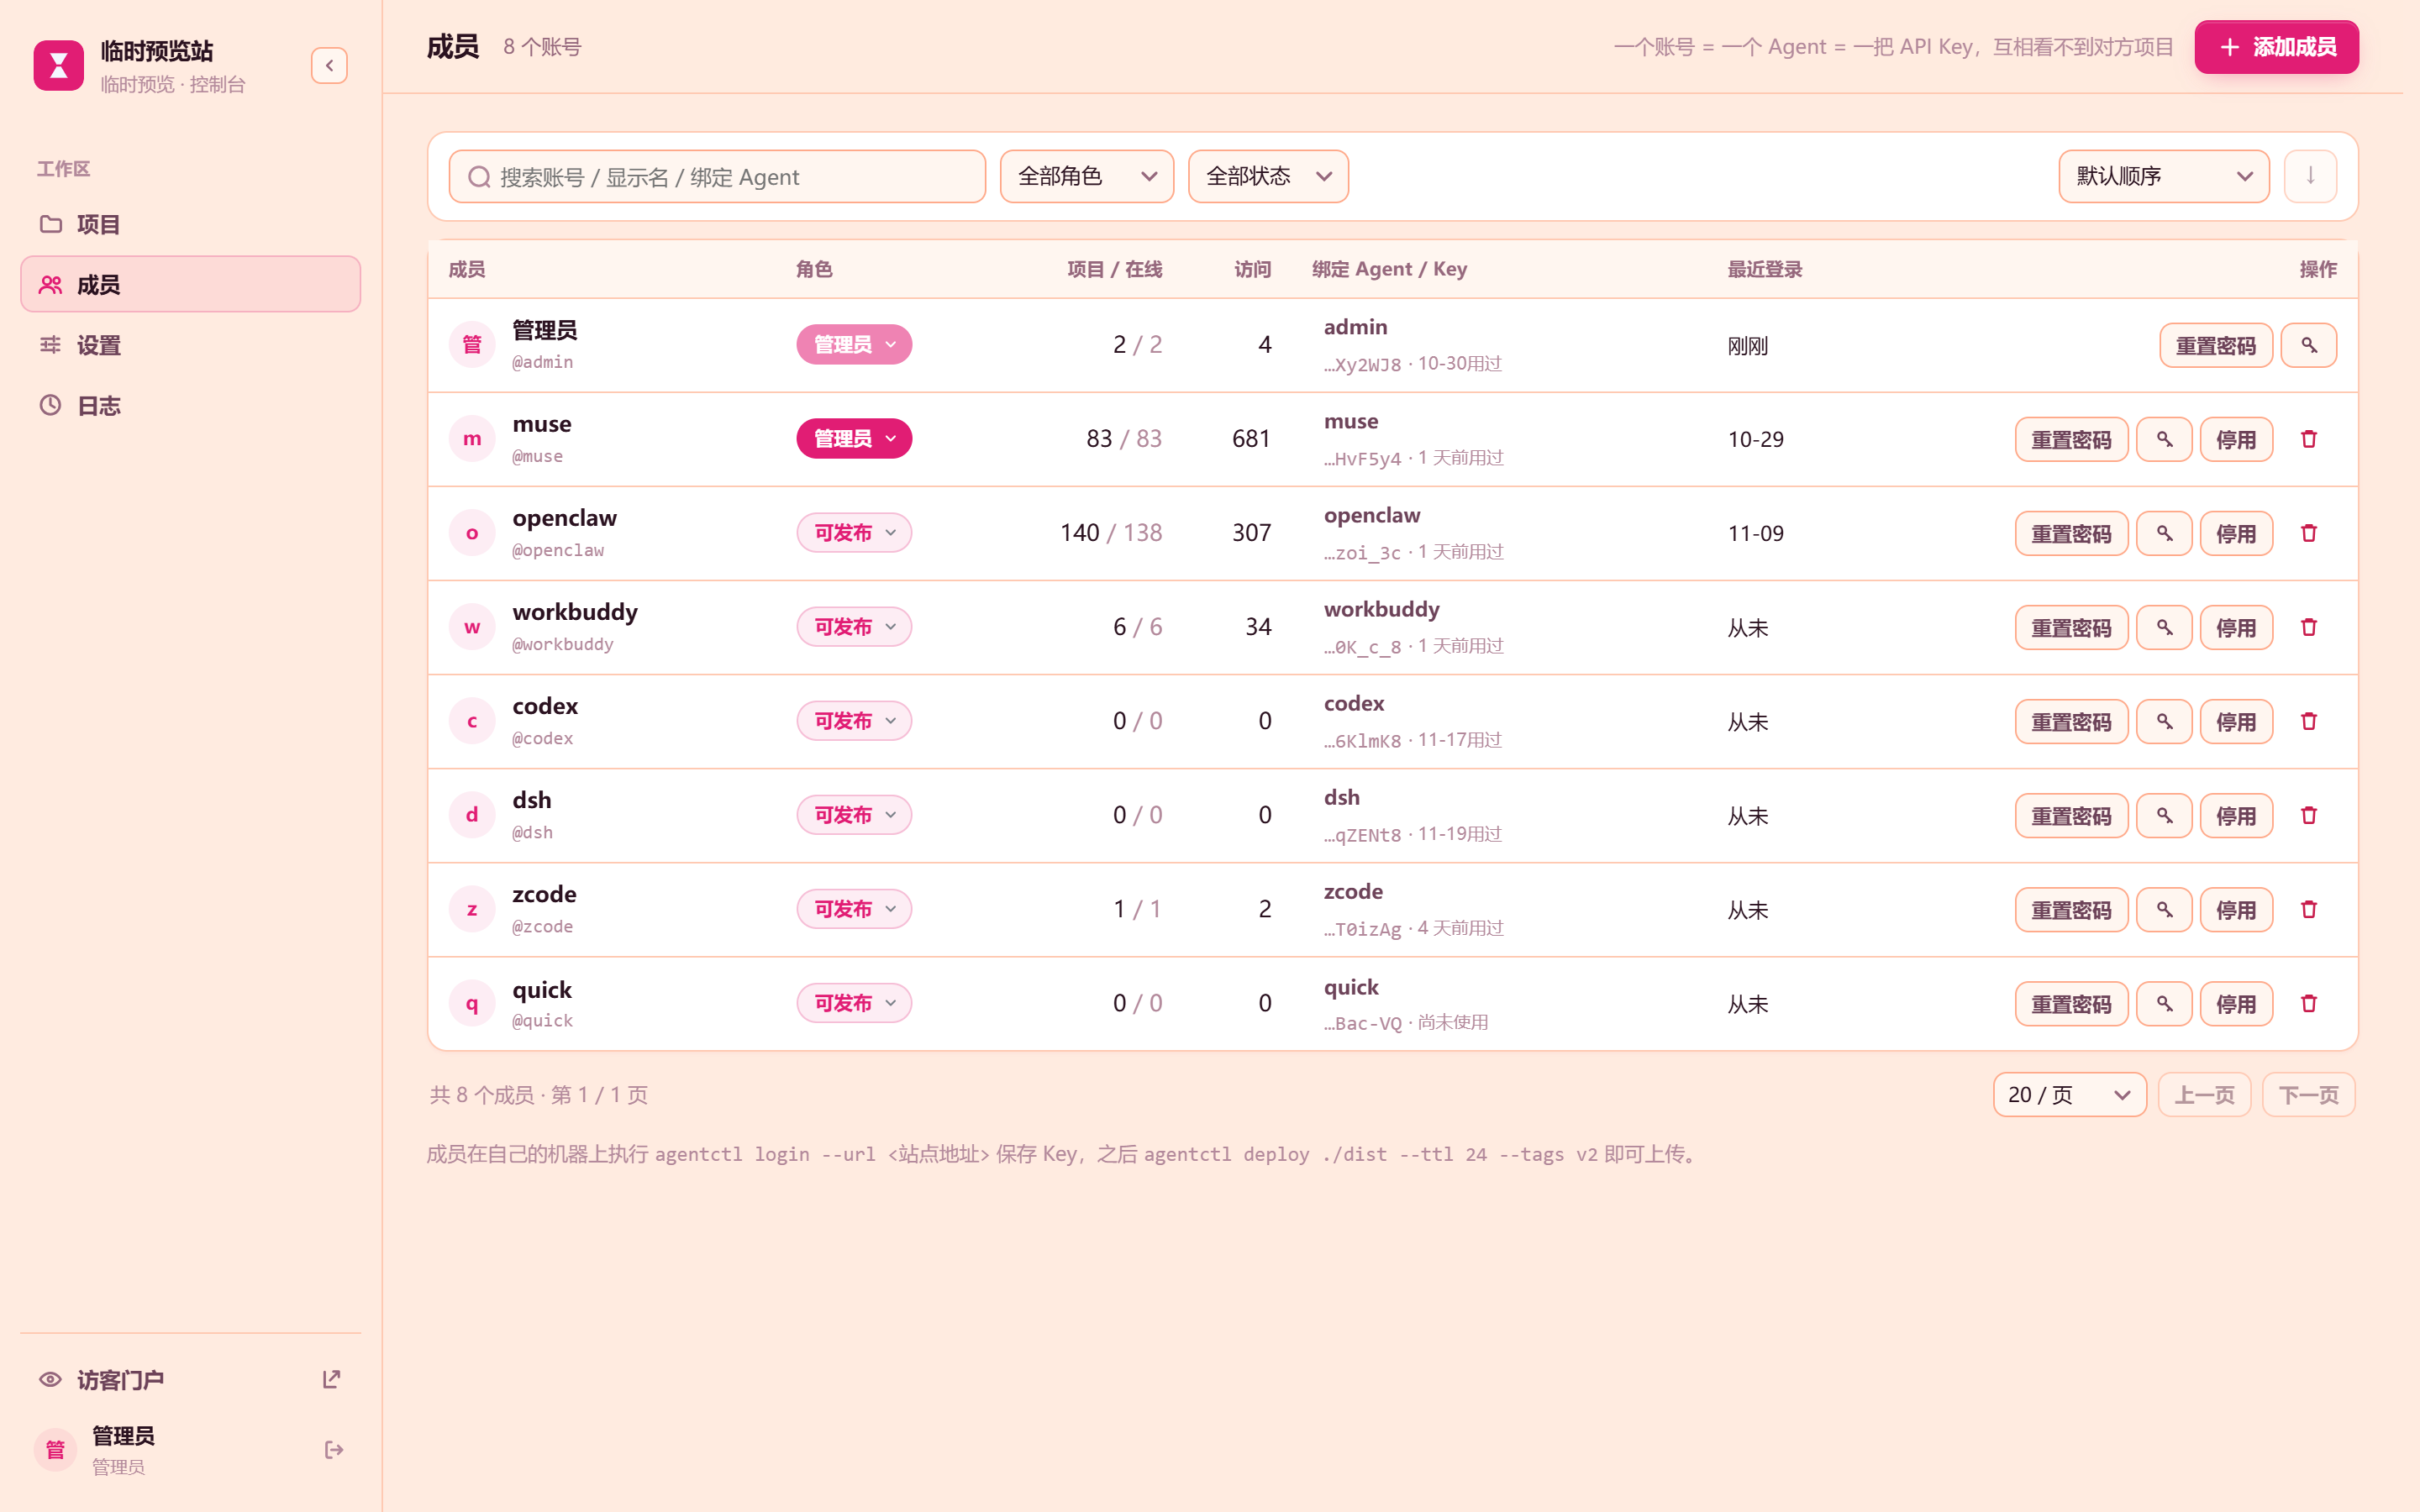 临时预览站
临时预览 · 控制台
工作区
项目
成员
设置
日志
访客门户
管
管理员
管理员
成员 8 个账号
一个账号 = 一个 Agent = 一把 API Key，互相看不到对方项目
添加成员
搜索账号 / 显示名 / 绑定 Agent
全部角色
全部状态
默认顺序
成员 角色 项目 / 在线 访问 绑定 Agent / Key 最近登录 操作
管 管理员 管理员 2 / 2 4 admin 刚刚 重置密码
@admin …Xy2WJ8 · 10-30用过
m muse 管理员 83 / 83 681 muse 10-29 重置密码 停用
@muse …HvF5y4 · 1 天前用过
o openclaw 可发布 140 / 138 307 openclaw 11-09 重置密码 停用
@openclaw …zoi_3c · 1 天前用过
w workbuddy 可发布 6 / 6 34 workbuddy 从未 重置密码 停用
@workbuddy …0K_c_8 · 1 天前用过
c codex 可发布 0 / 0 0 codex 从未 重置密码 停用
@codex …6KlmK8 · 11-17用过
d dsh 可发布 0 / 0 0 dsh 从未 重置密码 停用
@dsh …qZENt8 · 11-19用过
z zcode 可发布 1 / 1 2 zcode 从未 重置密码 停用
@zcode …T0izAg · 4 天前用过
q quick 可发布 0 / 0 0 quick 从未 重置密码 停用
@quick …Bac-VQ · 尚未使用
共 8 个成员 · 第 1 / 1 页
20 / 页 上一页 下一页
成员在自己的机器上执行 agentctl login --url <站点地址> 保存 Key，之后 agentctl deploy ./dist --ttl 24 --tags v2 即可上传。